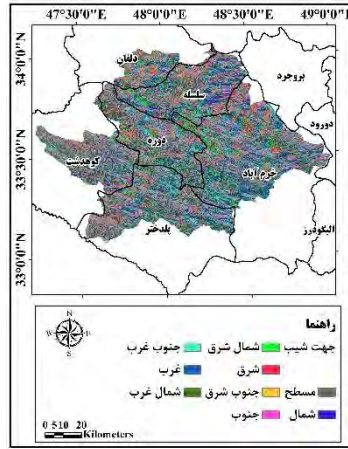 47°30'0"E 48°0'0"E 48°30'0"E 49°0'0"E
34°0'0"N
33°30'0"N
33°0'0"N
دلفان
سلسله
بروجرد
دورود
دوره
کوهدشت
خرم آباد
الیگودرز
پلدختر
راهنما
جهت شیب شمال شرق جنوب غرب
شرق غرب
مسطح جنوب شرق شمال غرب
شمال جنوب
N
W E
S
0 5 10 20
Kilometers